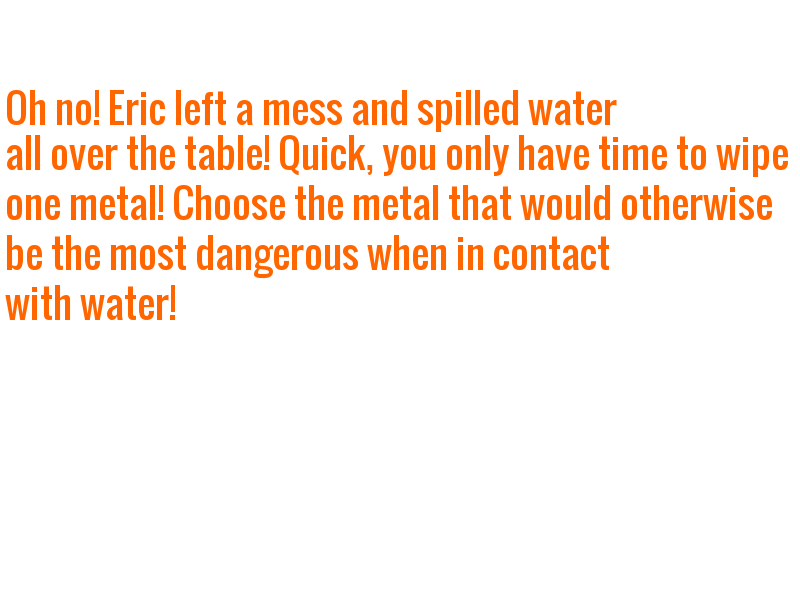 Oh no! Eric left a mess and spilled water
all over the table! Quick, you only have time to wipe
one metal! Choose the metal that would otherwise
be the most dangerous when in contact
with water!